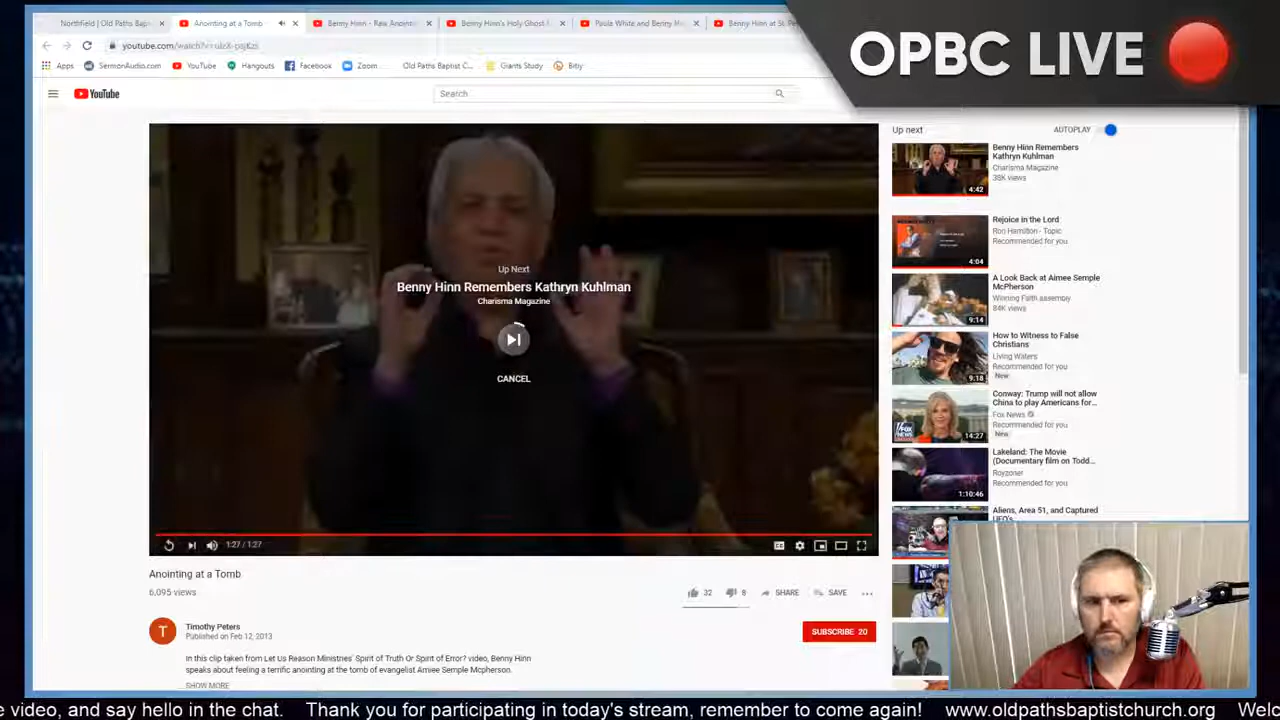 Northfield | Old Paths Bap
Anointing at a Tomb
Benny Hinn - Raw Anoint
Benny Hinn's Holy Ghost
Paula White and Benny
Benny Hinn at St. Pe
OPBC LIVE
Apps
SermonAudio.com
YouTube
Hangouts
Facebook
Zoom
Old Paths Baptist C...
Giants Study
Bitly
YouTube
Search
Up next
AUTOPLAY
Benny Hinn Remembers
Kathryn Kuhlman
Charisma Magazine
38K views
4:42
Rejoice in the Lord
Ron Hamilton - Topic
Recommended for you
4:04
A Look Back at Aimee Semple
McPherson
Winning Faith assembly
84K views
9:14
How to Witness to False
Christians
Living Waters
Recommended for you
New
9:18
Conway: Trump will not allow
China to play Americans for...
Fox News
Recommended for you
New
14:27
Lakeland: The Movie
(Documentary film on Todd...
Royzoner
Recommended for you
1:10:46
Aliens, Area 51, and Captured
UFO's
Up Next
Benny Hinn Remembers Kathryn Kuhlman
Charisma Magazine
CANCEL
1:27 / 1:27
Anointing at a Tomb
6,095 views
32
8
SHARE
SAVE
T
Timothy Peters
Published on Feb 12, 2013
SUBSCRIBE 20
In this clip taken from Let Us Reason Ministries' Spirit of Truth Or Spirit of Error? video, Benny Hinn
speaks about feeling a terrific anointing at the tomb of evangelist Amiee Semple Mcpherson.
SHOW MORE
e video, and say hello in the chat. Thank you for participating in today's stream, remember to come again! www.oldpathsbaptistchurch.org Welc